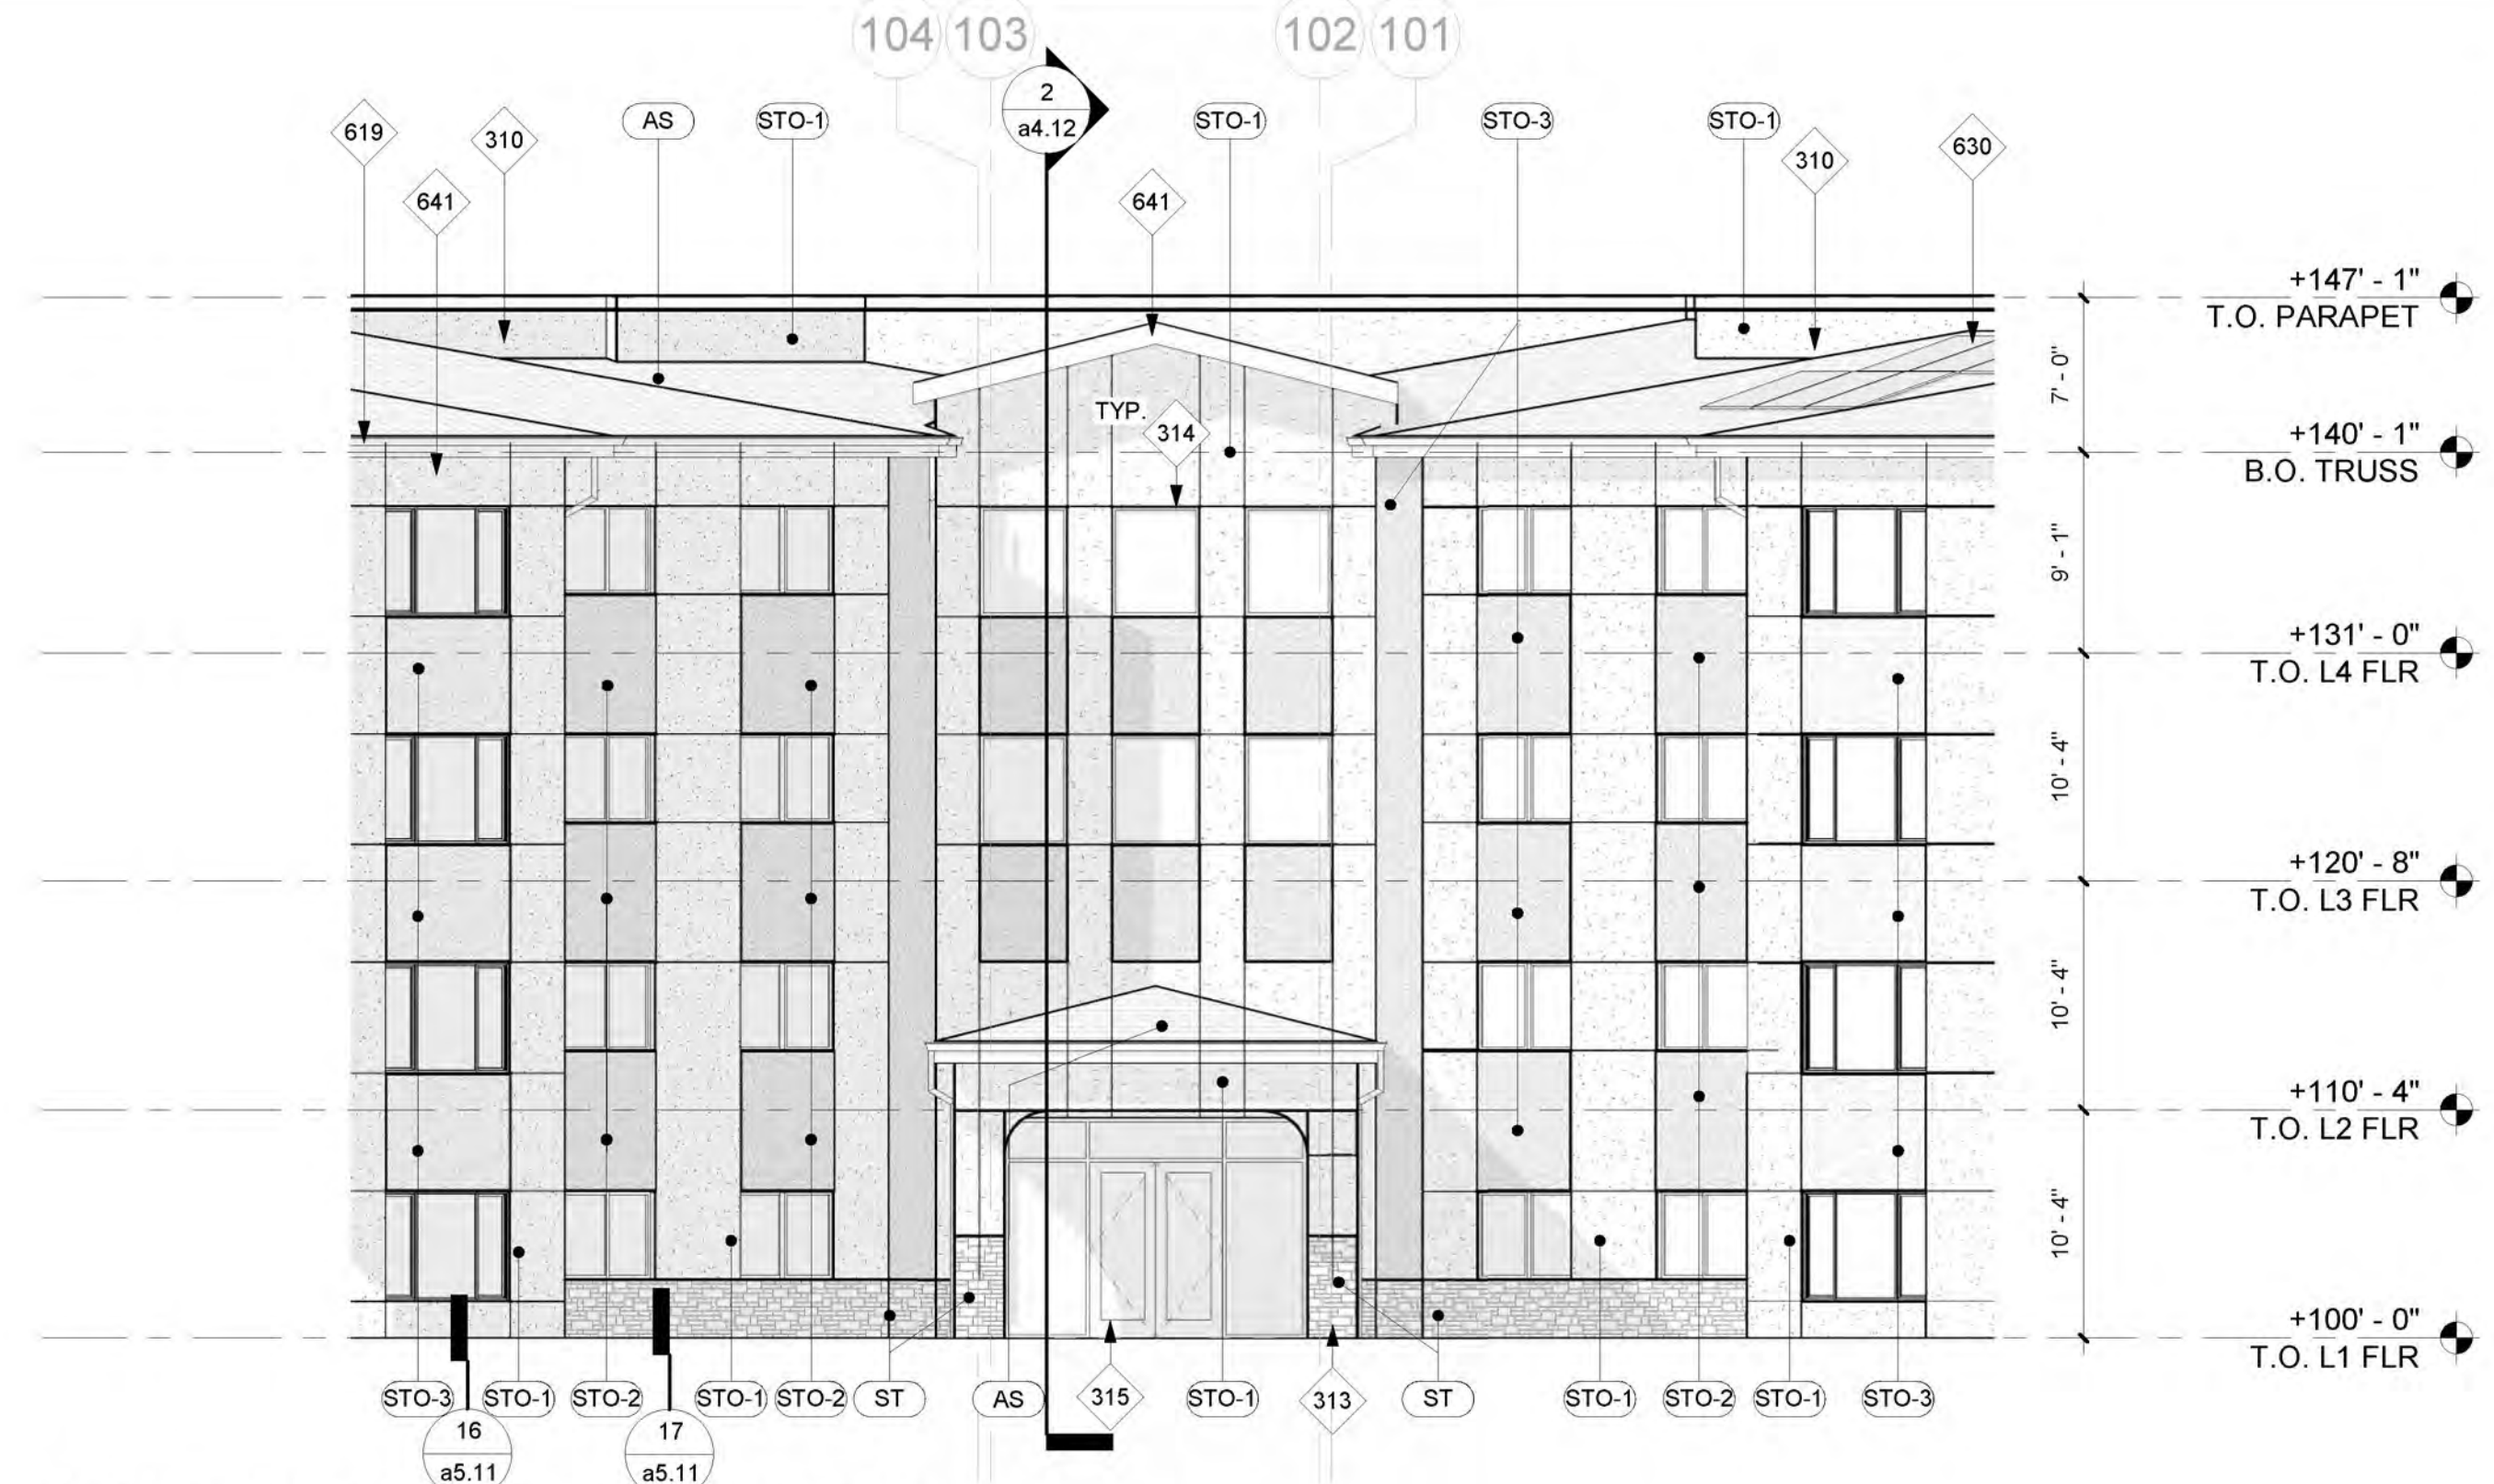 104
103
102
101
2
a4.12
619
310
AS
STO-1
STO-1
STO-3
STO-1
310
630
641
641
+147' - 1"
T.O. PARAPET
7' - 0"
TYP.
314
+140' - 1"
B.O. TRUSS
9' - 1"
+131' - 0"
T.O. L4 FLR
10' - 4"
+120' - 8"
T.O. L3 FLR
10' - 4"
+110' - 4"
T.O. L2 FLR
10' - 4"
+100' - 0"
T.O. L1 FLR
STO-3
STO-1
STO-2
STO-1
STO-2
ST
AS
315
STO-1
313
ST
STO-1
STO-2
STO-1
STO-3
16
a5.11
17
a5.11